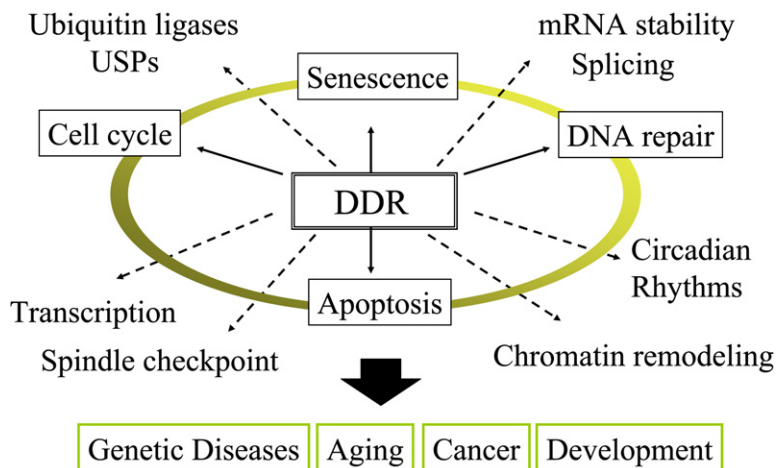 Ubiquitin ligases
USPs
mRNA stability
Splicing
Senescence
Cell cycle
DNA repair
DDR
Circadian
Rhythms
Apoptosis
Transcription
Spindle checkpoint
Chromatin remodeling
Genetic Diseases
Aging
Cancer
Development